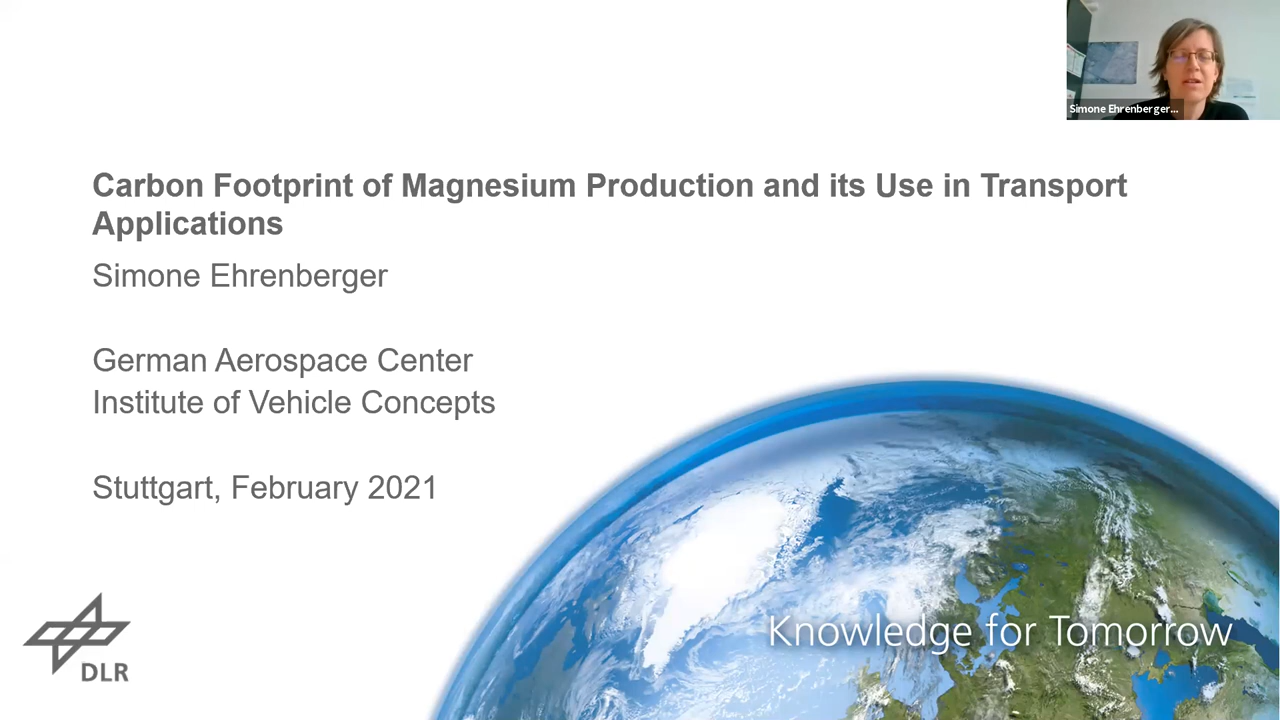 Simone Ehrenberger...
Carbon Footprint of Magnesium Production and its Use in Transport
Applications
Simone Ehrenberger
German Aerospace Center
Institute of Vehicle Concepts
Stuttgart, February 2021
Knowledge for Tomorrow
DLR